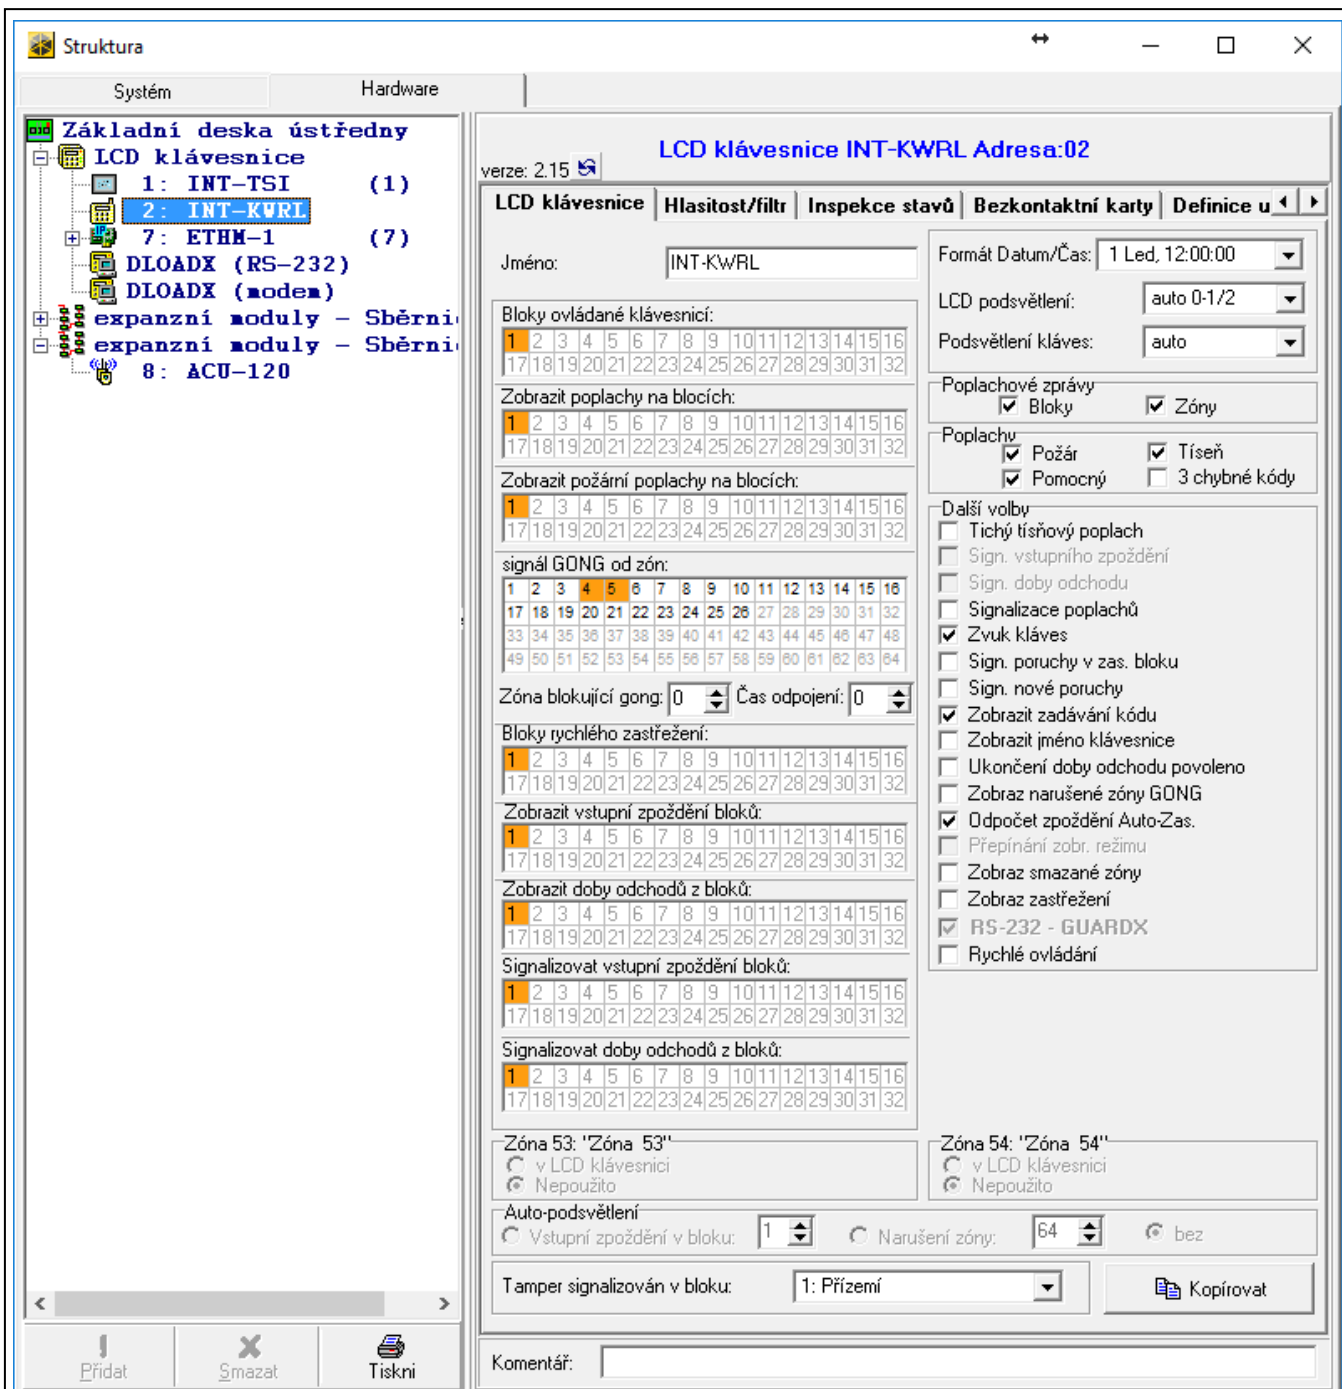 Struktura
Systém
Hardware
Základní deska ústředny
LCD klávesnice
1: INT-TSI (1)
2: INT-KWRL
7: ETHM-1 (7)
DLOADX (RS-232)
DLOADX (modem)
expanzní moduly - Sběrni
expanzní moduly - Sběrni
8: ACU-120
Přidat
Smazat
Tiskni
LCD klávesnice INT-KWRL Adresa:02
verze: 2.15
LCD klávesnice Hlasitost/filtr Inspekce stavů Bezkontaktní karty Definice u
Jméno: INT-KWRL
Bloky ovládané klávesnicí:
1 2 3 4 5 6 7 8 9 10 11 12 13 14 15 16
17 18 19 20 21 22 23 24 25 26 27 28 29 30 31 32
Zobrazit poplachy na blocích:
1 2 3 4 5 6 7 8 9 10 11 12 13 14 15 16
17 18 19 20 21 22 23 24 25 26 27 28 29 30 31 32
Zobrazit požární poplachy na blocích:
1 2 3 4 5 6 7 8 9 10 11 12 13 14 15 16
17 18 19 20 21 22 23 24 25 26 27 28 29 30 31 32
signál GONG od zón:
1 2 3 4 5 6 7 8 9 10 11 12 13 14 15 16
17 18 19 20 21 22 23 24 25 26 27 28 29 30 31 32
33 34 35 36 37 38 39 40 41 42 43 44 45 46 47 48
49 50 51 52 53 54 55 56 57 58 59 60 61 62 63 64
Zóna blokující gong: 0 Čas odpojení: 0
Bloky rychlého zastřežení:
1 2 3 4 5 6 7 8 9 10 11 12 13 14 15 16
17 18 19 20 21 22 23 24 25 26 27 28 29 30 31 32
Zobrazit vstupní zpoždění bloků:
1 2 3 4 5 6 7 8 9 10 11 12 13 14 15 16
17 18 19 20 21 22 23 24 25 26 27 28 29 30 31 32
Zobrazit doby odchodů z bloků:
1 2 3 4 5 6 7 8 9 10 11 12 13 14 15 16
17 18 19 20 21 22 23 24 25 26 27 28 29 30 31 32
Signalizovat vstupní zpoždění bloků:
1 2 3 4 5 6 7 8 9 10 11 12 13 14 15 16
17 18 19 20 21 22 23 24 25 26 27 28 29 30 31 32
Signalizovat doby odchodů z bloků:
1 2 3 4 5 6 7 8 9 10 11 12 13 14 15 16
17 18 19 20 21 22 23 24 25 26 27 28 29 30 31 32
Formát Datum/Čas: 1 Led, 12:00:00
LCD podsvětlení: auto 0-1/2
Podsvětlení kláves: auto
Poplachové zprávy
Bloky Zóny
Poplachy
Požár Tíseň
Pomocný 3 chybné kódy
Další volby
Tichý tísňový poplach
Sign. vstupního zpoždění
Sign. doby odchodu
Signalizace poplachů
Zvuk kláves
Sign. poruchy v zas. bloku
Sign. nové poruchy
Zobrazit zadávání kódu
Zobrazit jméno klávesnice
Ukončení doby odchodu povoleno
Zobraz narušené zóny GONG
Odpočet zpoždění Auto-Zas.
Přepínání zobr. režimu
Zobraz smazané zóny
Zobraz zastřežení
RS-232 - GUARDX
Rychlé ovládání
Zóna 53: "Zóna 53"
v LCD klávesnici
Nepoužito
Zóna 54: "Zóna 54"
v LCD klávesnici
Nepoužito
Auto-podsvětlení
Vstupní zpoždění v bloku: 1 Narušení zóny: 64 bez
Tamper signalizován v bloku: 1: Přízemí
Kopírovat
Komentář: